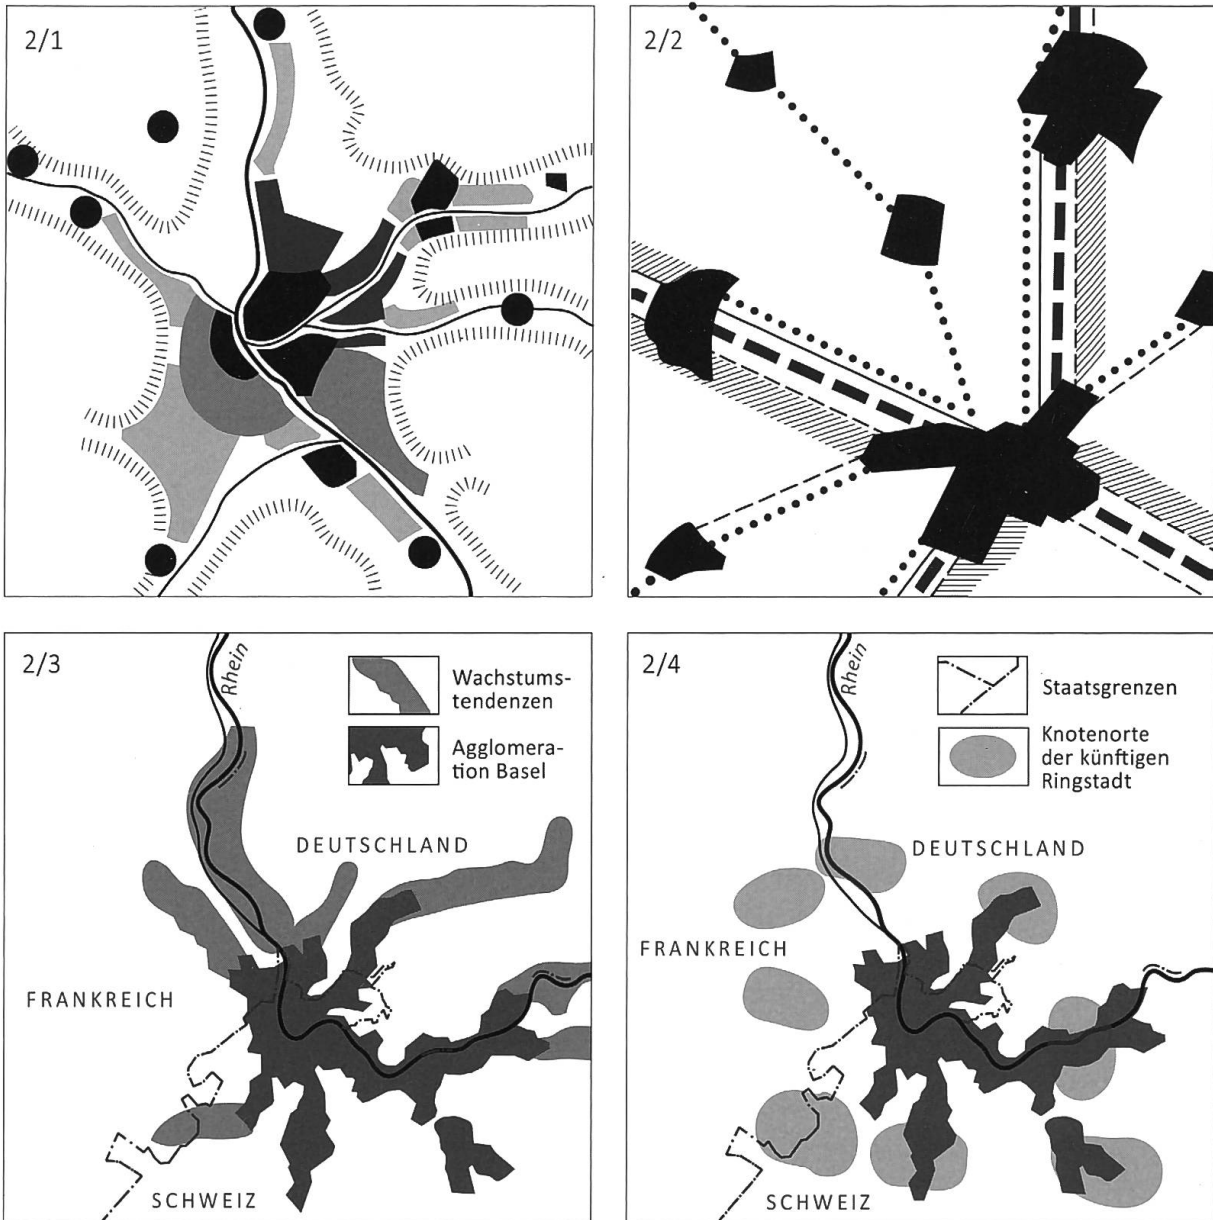 2/1
2/2
2/3
Rhein
Wachstums-
tendenzen
Agglomera-
tion Basel
DEUTSCHLAND
FRANKREICH
SCHWEIZ
2/4
Rhein
Staatsgrenzen
Knotenorte
der künftigen
Ringstadt
DEUTSCHLAND
FRANKREICH
SCHWEIZ